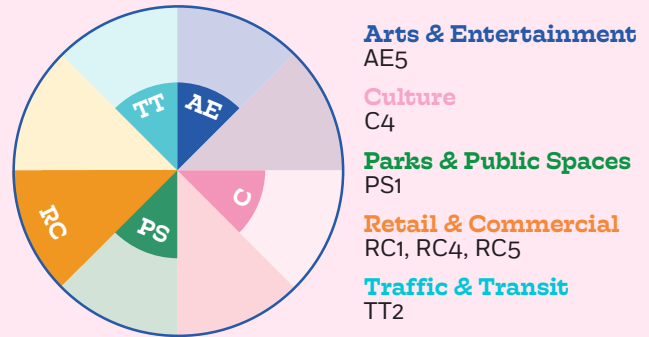 TT
AE
C
PS
RC
Arts & Entertainment
AE5
Culture
C4
Parks & Public Spaces
PS1
Retail & Commercial
RC1, RC4, RC5
Traffic & Transit
TT2